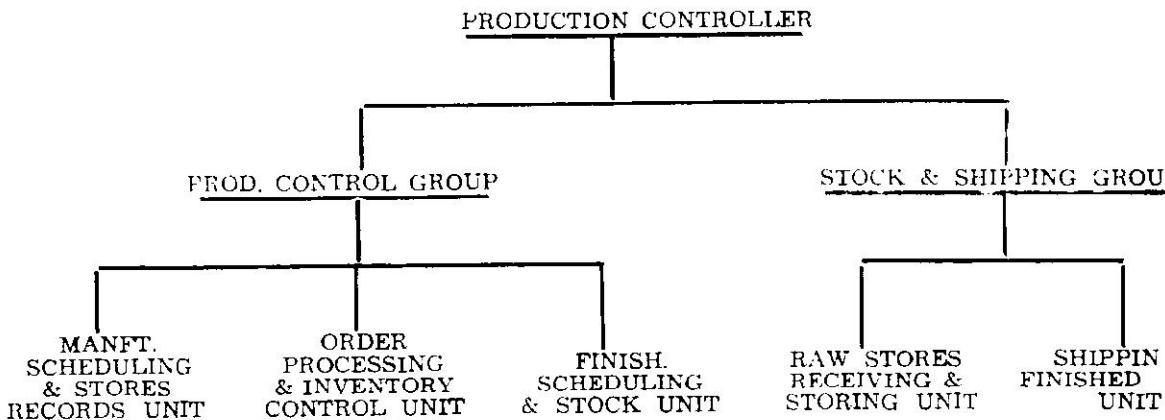 PRODUCTION CONTROLLER
PROD. CONTROL GROUP
STOCK & SHIPPING GROU
MANFT.
SCHEDULING
& STORES
RECORDS UNIT
ORDER
PROCESSING
& INVENTORY
CONTROL UNIT
FINISH.
SCHEDULING
& STOCK UNIT
RAW STORES
RECEIVING &
STORING UNIT
SHIPPIN
FINISHED
UNIT